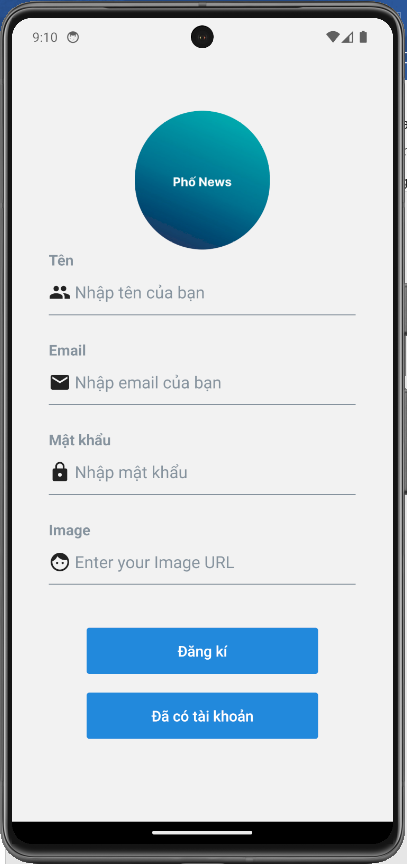 9:10
Phố News
Tên
Nhập tên của bạn
Email
Nhập email của bạn
Mật khẩu
Nhập mật khẩu
Image
Enter your Image URL
Đăng kí
Đã có tài khoản